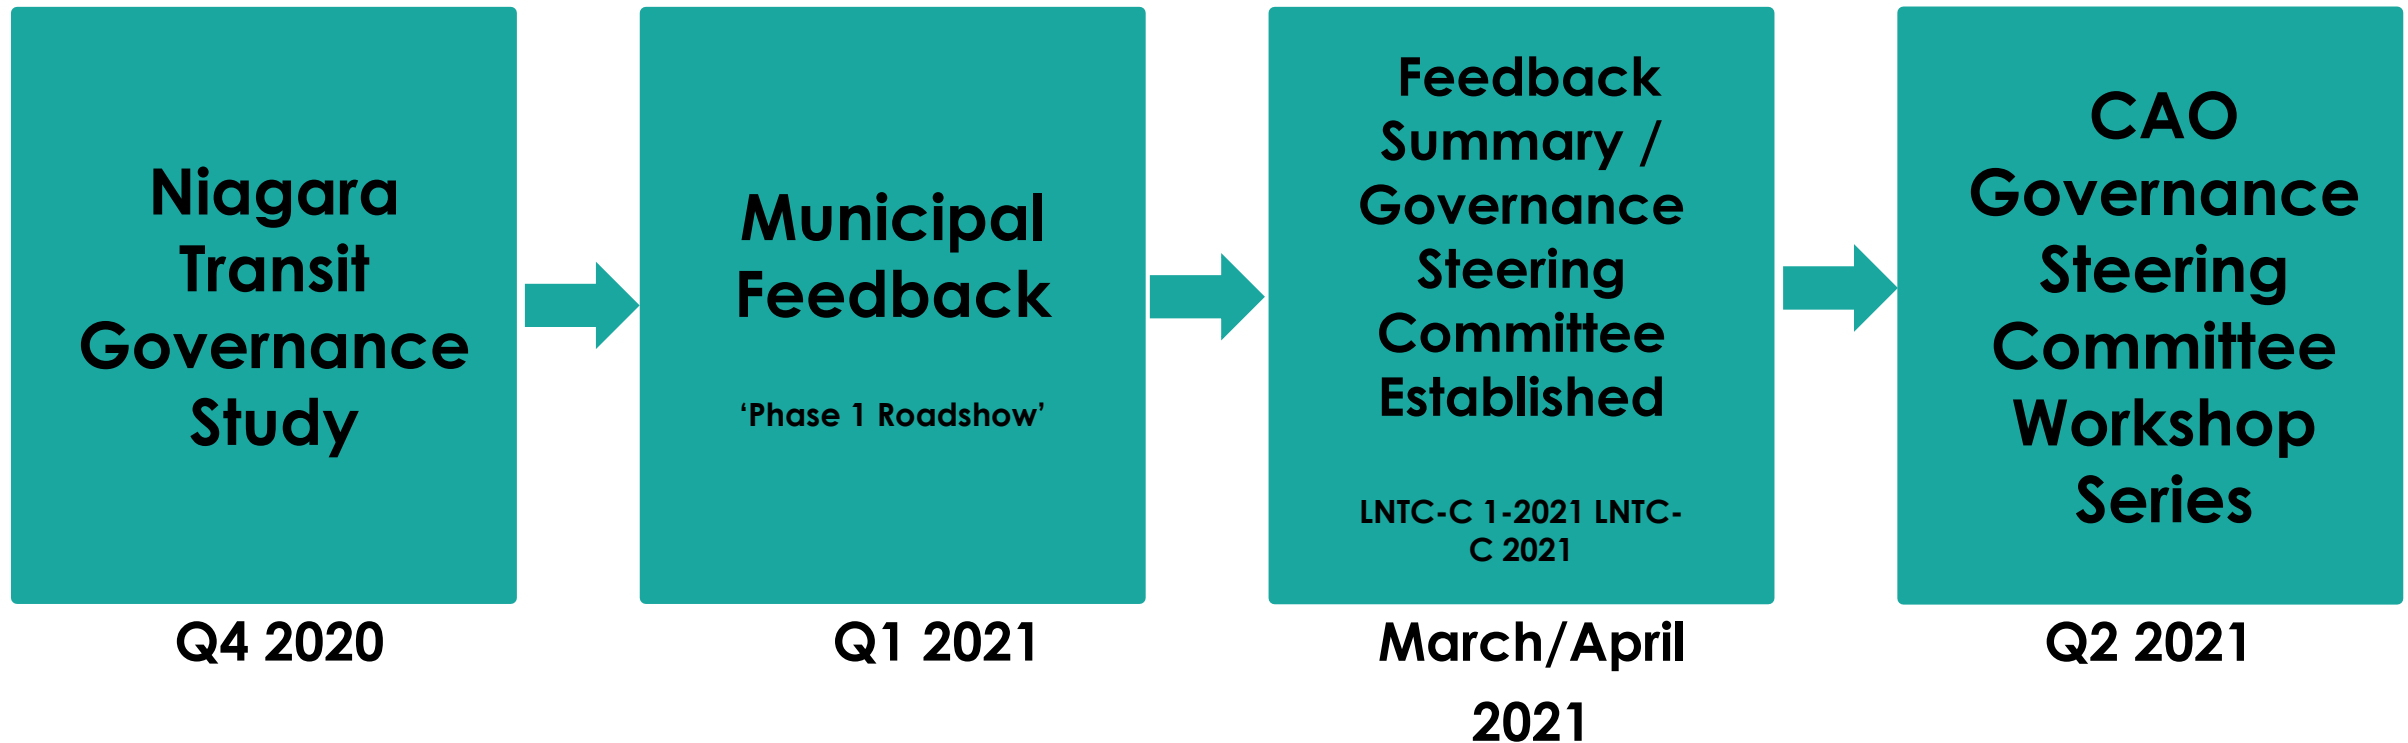 Niagara
Transit
Governance
Study
Q4 2020
Municipal
Feedback
‘Phase 1 Roadshow’
Q1 2021
Feedback
Summary /
Governance
Steering
Committee
Established
LNTC-C 1-2021 LNTC-
C 2021
March/April
2021
CAO
Governance
Steering
Committee
Workshop
Series
Q2 2021